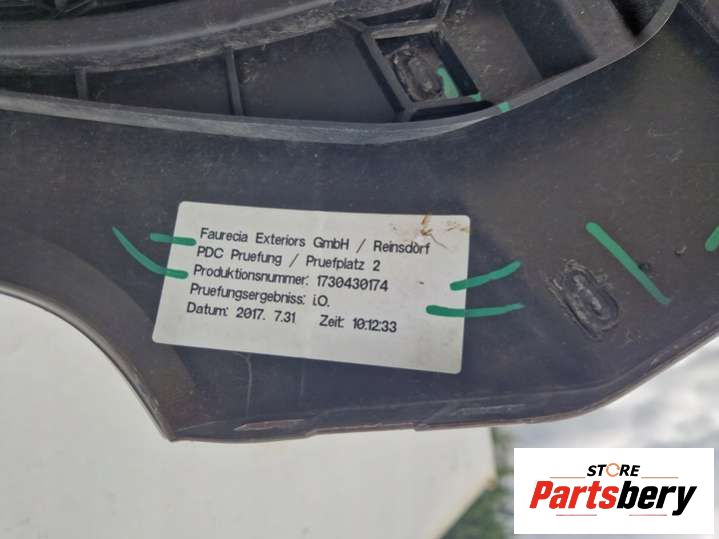 Faurecia Exteriors GmbH / Reinsdorf
PDC Pruefung / Pruefplatz 2
Produktionsnummer: 1730430174
Pruefungsergebniss: i.O.
Datum: 2017. 7.31 Zeit: 10:12:33
STORE
Partsbery